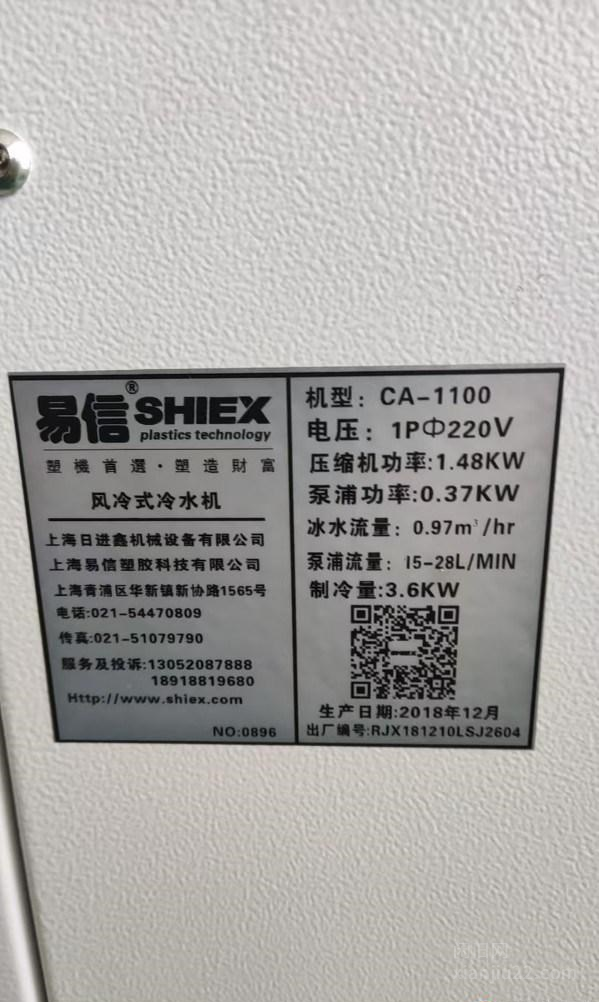 易信® SHIEX
plastics technology
塑機首選·塑造財富
风冷式冷水机
上海日进鑫机械设备有限公司
上海易信塑胶科技有限公司
上海青浦区华新镇新协路1565号
电话:021-54470809
传真:021-51079790
服务及投诉:13052087888
18918819680
Http://www.shiex.com
NO:0896
机型: CA-1100
电压: 1PΦ220V
压缩机功率:1.48KW
泵浦功率:0.37KW
冰水流量: 0.97m³/hr
泵浦流量: 15-28L/MIN
制冷量:3.6KW
生产日期:2018年12月
出厂编号:RJX181210LSJ2604